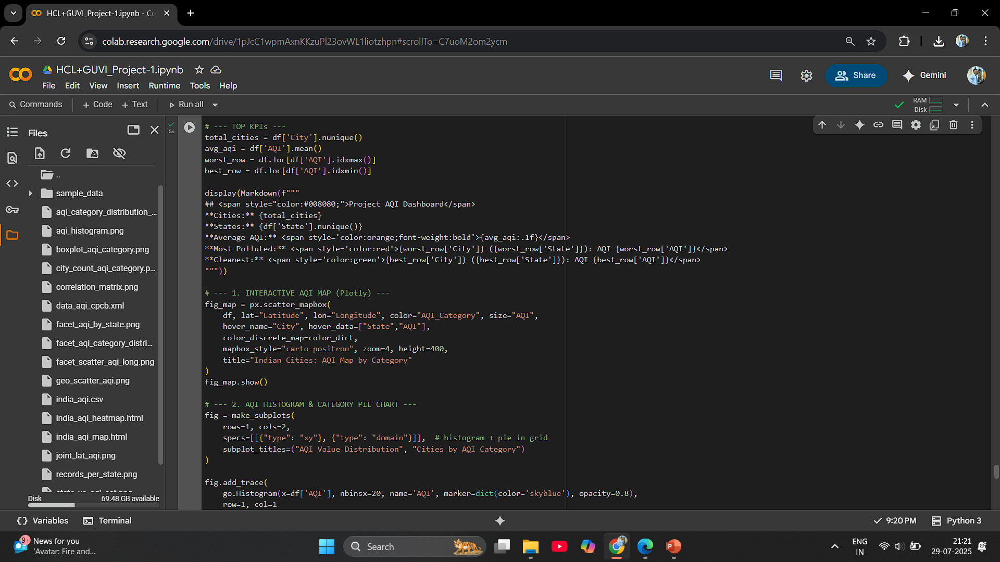 HCL+GUVI_Project-1.ipynb - Co
colab.research.google.com/drive/1pJcC1wpmAxnKKzuPl23ovWL1liotzhpn#scrollTo=C7uoM2om2ycm
HCL+GUVI_Project-1.ipynb
File Edit View Insert Runtime Tools Help
Share
Gemini
Commands + Code + Text Run all
RAM
Disk
Files
..
sample_data
aqi_category_distribution_...
aqi_histogram.png
boxplot_aqi_category.png
city_count_aqi_category.p...
correlation_matrix.png
data_aqi_cpcb.xml
facet_aqi_by_state.png
facet_aqi_category_distri...
facet_scatter_aqi_long.png
geo_scatter_aqi.png
india_aqi.csv
india_aqi_heatmap.html
india_aqi_map.html
joint_lat_aqi.png
records_per_state.png
Disk 69.48 GB available
5s
# --- TOP KPIs ---
total_cities = df['City'].nunique()
avg_aqi = df['AQI'].mean()
worst_row = df.loc[df['AQI'].idxmax()]
best_row = df.loc[df['AQI'].idxmin()]
display(Markdown(f"""
## <span style="color:#008080;">Project AQI Dashboard</span>
**Cities:** {total_cities}
**States:** {df['State'].nunique()}
**Average AQI:** <span style='color:orange;font-weight:bold'>{avg_aqi:.1f}</span>
**Most Polluted:** <span style='color:red'>{worst_row['City']} ({worst_row['State']}): AQI {worst_row['AQI']}</span>
**Cleanest:** <span style='color:green'>{best_row['City']} ({best_row['State']}): AQI {best_row['AQI']}</span>
"""))
# --- 1. INTERACTIVE AQI MAP (Plotly) ---
fig_map = px.scatter_mapbox(
    df, lat="Latitude", lon="Longitude", color="AQI_Category", size="AQI",
    hover_name="City", hover_data=["State","AQI"],
    color_discrete_map=color_dict,
    mapbox_style="carto-positron", zoom=4, height=400,
    title="Indian Cities: AQI Map by Category"
)
fig_map.show()
# --- 2. AQI HISTOGRAM & CATEGORY PIE CHART ---
fig = make_subplots(
    rows=1, cols=2,
    specs=[[{"type": "xy"}, {"type": "domain"}]],  # histogram + pie in grid
    subplot_titles=("AQI Value Distribution", "Cities by AQI Category")
)
fig.add_trace(
    go.Histogram(x=df['AQI'], nbinsx=20, name='AQI', marker=dict(color='skyblue'), opacity=0.8),
    row=1, col=1
Variables Terminal
9:20 PM Python 3
9+
News for you
'Avatar: Fire and...
Search
ENG
IN
21:21
29-07-2025